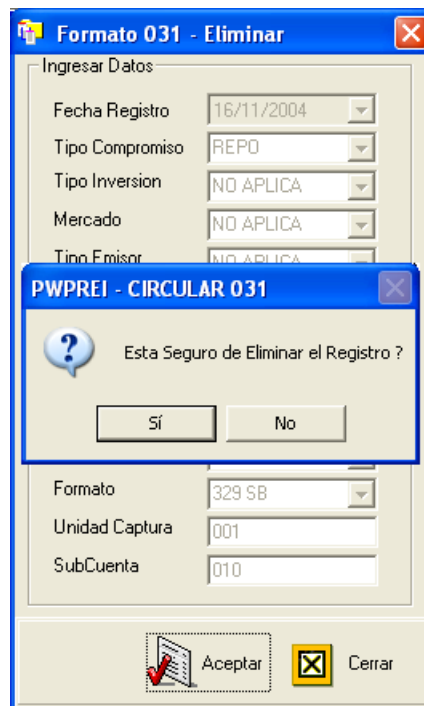 Formato 031 - Eliminar
Ingresar Datos
Fecha Registro 16/11/2004
Tipo Compromiso REPO
Tipo Inversion NO APLICA
Mercado NO APLICA
Tipo Emisor NO APLICA
PWPREI - CIRCULAR 031
Esta Seguro de Eliminar el Registro ?
Sí No
Formato 329 SB
Unidad Captura 001
SubCuenta 010
Aceptar Cerrar